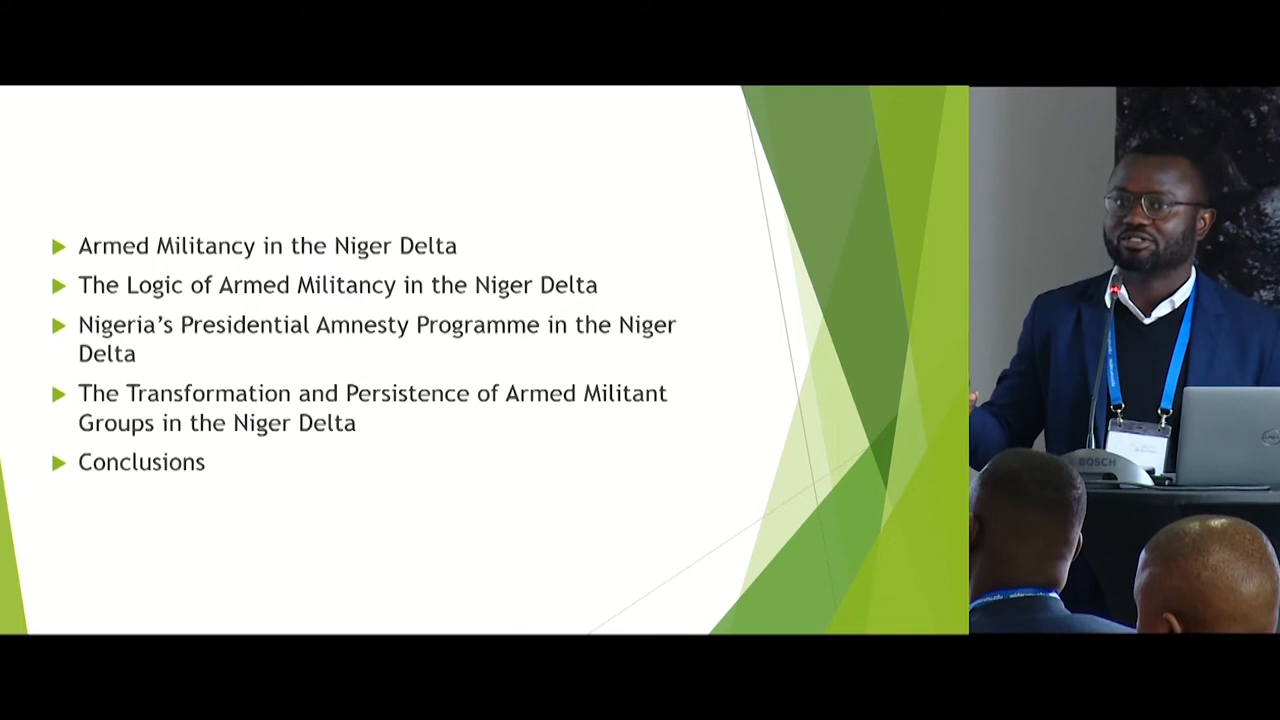 Armed Militancy in the Niger Delta
The Logic of Armed Militancy in the Niger Delta
Nigeria's Presidential Amnesty Programme in the Niger
Delta
The Transformation and Persistence of Armed Militant
Groups in the Niger Delta
Conclusions
BOSCH
DELL